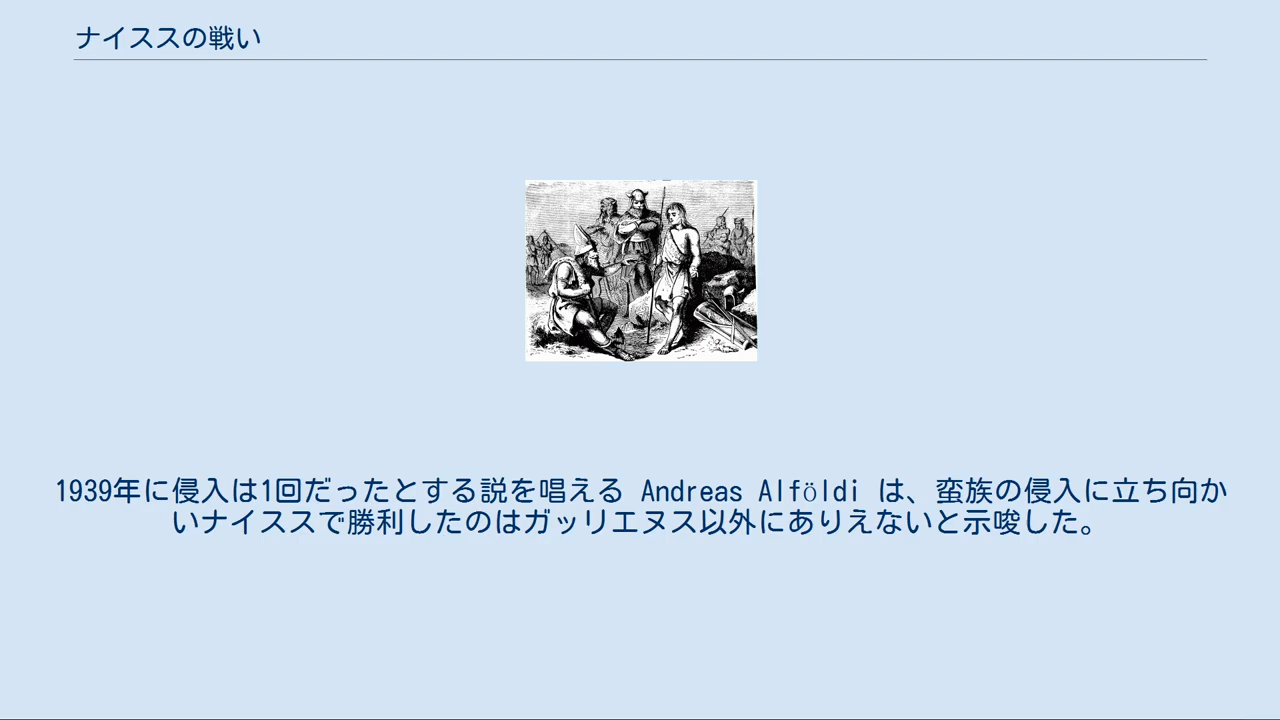 ナイススの戦い
1939年に侵入は1回だったとする説を唱える Andreas Alföldi は、蛮族の侵入に立ち向か
いナイススで勝利したのはガッリエヌス以外にありえないと示唆した。